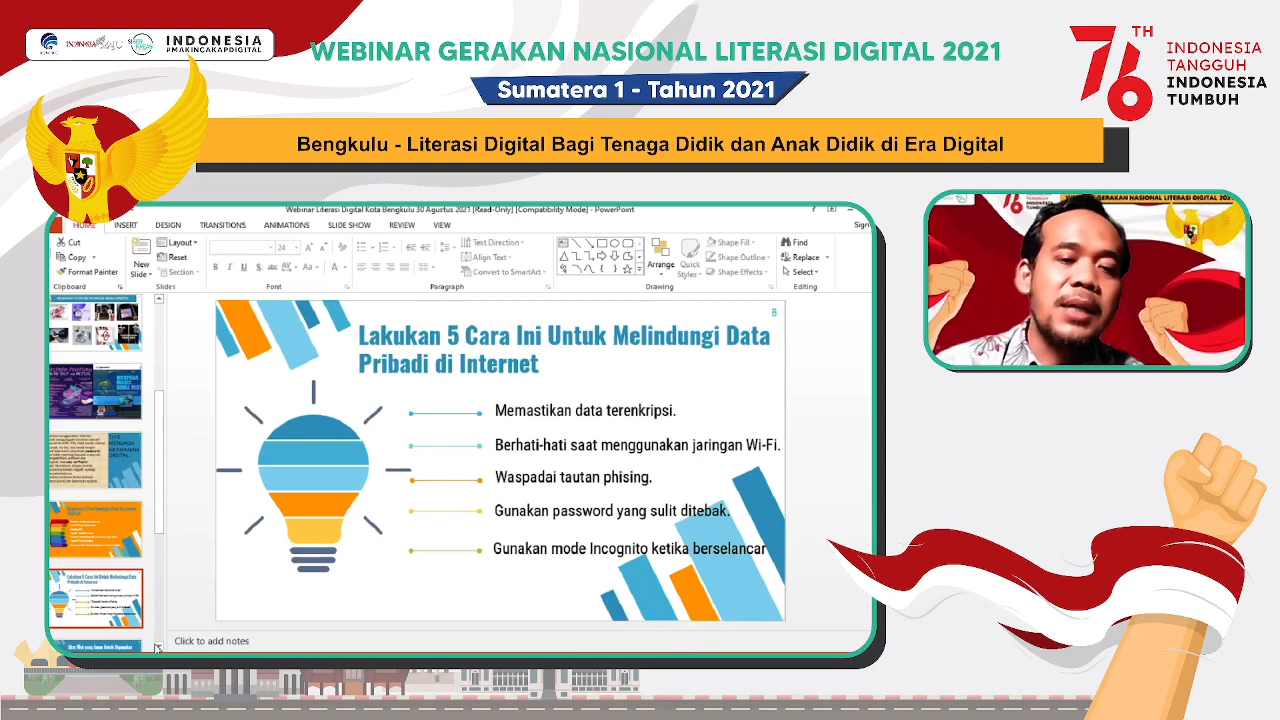 INDONESIA
#MAKINCAKAPDIGITAL
WEBINAR GERAKAN NASIONAL LITERASI DIGITAL 2021
Sumatera 1 - Tahun 2021
76 TH
INDONESIA
TANGGUH
INDONESIA
TUMBUH
Bengkulu - Literasi Digital Bagi Tenaga Didik dan Anak Didik di Era Digital
Webinar Literasi Digital Kota Bengkulu 30 Agustus 2021 [Read-Only] [Compatibility Mode] - PowerPoint
HOME INSERT DESIGN TRANSITIONS ANIMATIONS SLIDE SHOW REVIEW VIEW Sign
Cut
Copy
Format Painter
Clipboard
New
Slide
Layout
Reset
Section
Slides
24
Font
Text Direction
Align Text
Convert to SmartArt
Paragraph
Arrange
Quick
Styles
Shape Fill
Shape Outline
Shape Effects
Drawing
Find
Replace
Select
Editing
8
Lakukan 5 Cara Ini Untuk Melindungi Data
Pribadi di Internet
Memastikan data terenkripsi.
Berhati-hati saat menggunakan jaringan Wi-Fi.
Waspadai tautan phising.
Gunakan password yang sulit ditebak.
Gunakan mode Incognito ketika berselancar
Click to add notes